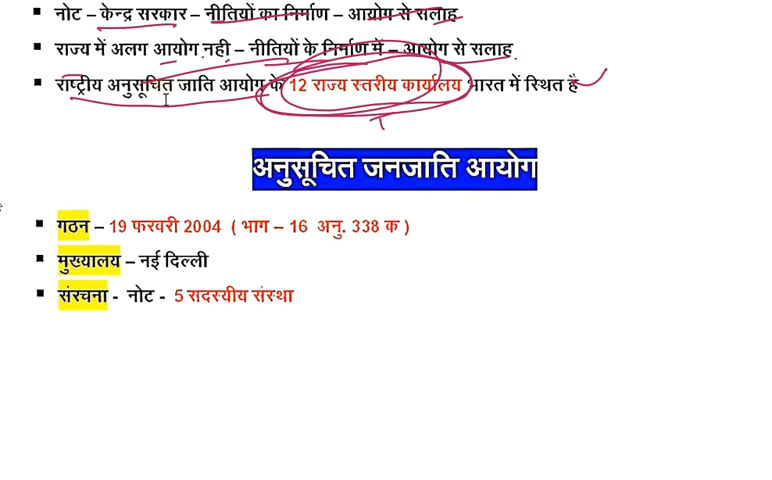 ▪ नोट – केन्द्र सरकार – नीतियों का निर्माण – आयोग से सलाह
▪ राज्य में अलग आयोग नही – नीतियों के निर्माण में – आयोग से सलाह
▪ राष्ट्रीय अनुसूचित जाति आयोग के 12 राज्य स्तरीय कार्यालय भारत में स्थित है
अनुसूचित जनजाति आयोग
▪ गठन – 19 फरवरी 2004 ( भाग – 16 अनु. 338 क )
▪ मुख्यालय – नई दिल्ली
▪ संरचना - नोट - 5 सदस्यीय संस्था